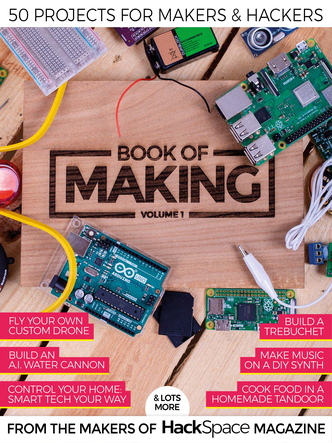 50 PROJECTS FOR MAKERS & HACKERS
BOOK OF
MAKING
VOLUME 1
ARDUINO
FLY YOUR OWN
CUSTOM DRONE
BUILD AN
A.I. WATER CANNON
CONTROL YOUR HOME:
SMART TECH YOUR WAY
& LOTS
MORE
BUILD A
TREBUCHET
MAKE MUSIC
ON A DIY SYNTH
COOK FOOD IN A
HOMEMADE TANDOOR
FROM THE MAKERS OF HackSpace MAGAZINE